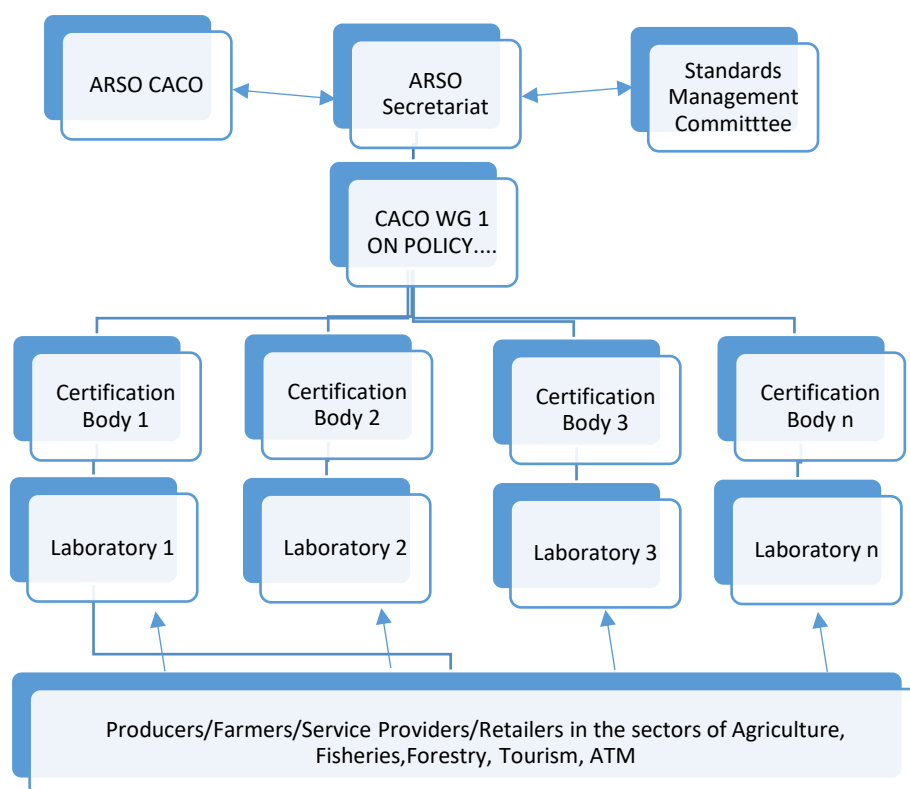 ARSO CACO
ARSO
Secretariat
Standards
Management
Committtee
CACO WG 1
ON POLICY....
Certification
Body 1
Certification
Body 2
Certification
Body 3
Certification
Body n
Laboratory 1
Laboratory 2
Laboratory 3
Laboratory n
Producers/Farmers/Service Providers/Retailers in the sectors of Agriculture,
Fisheries,Forestry, Tourism, ATM